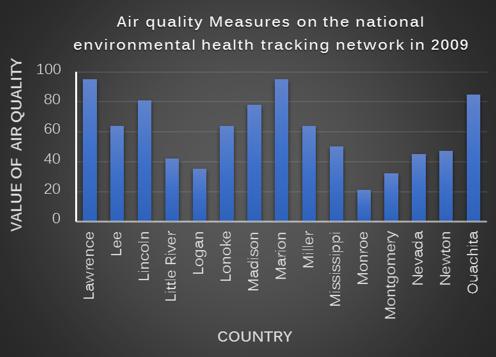 Air quality Measures on the national
environmental health tracking network in 2009
VALUE OF AIR QUALITY
100
80
60
40
20
0
Lawrence
Lee
Lincoln
Little River
Logan
Lonoke
Madison
Marion
Miller
Mississippi
Monroe
Montgomery
Nevada
Newton
Ouachita
COUNTRY